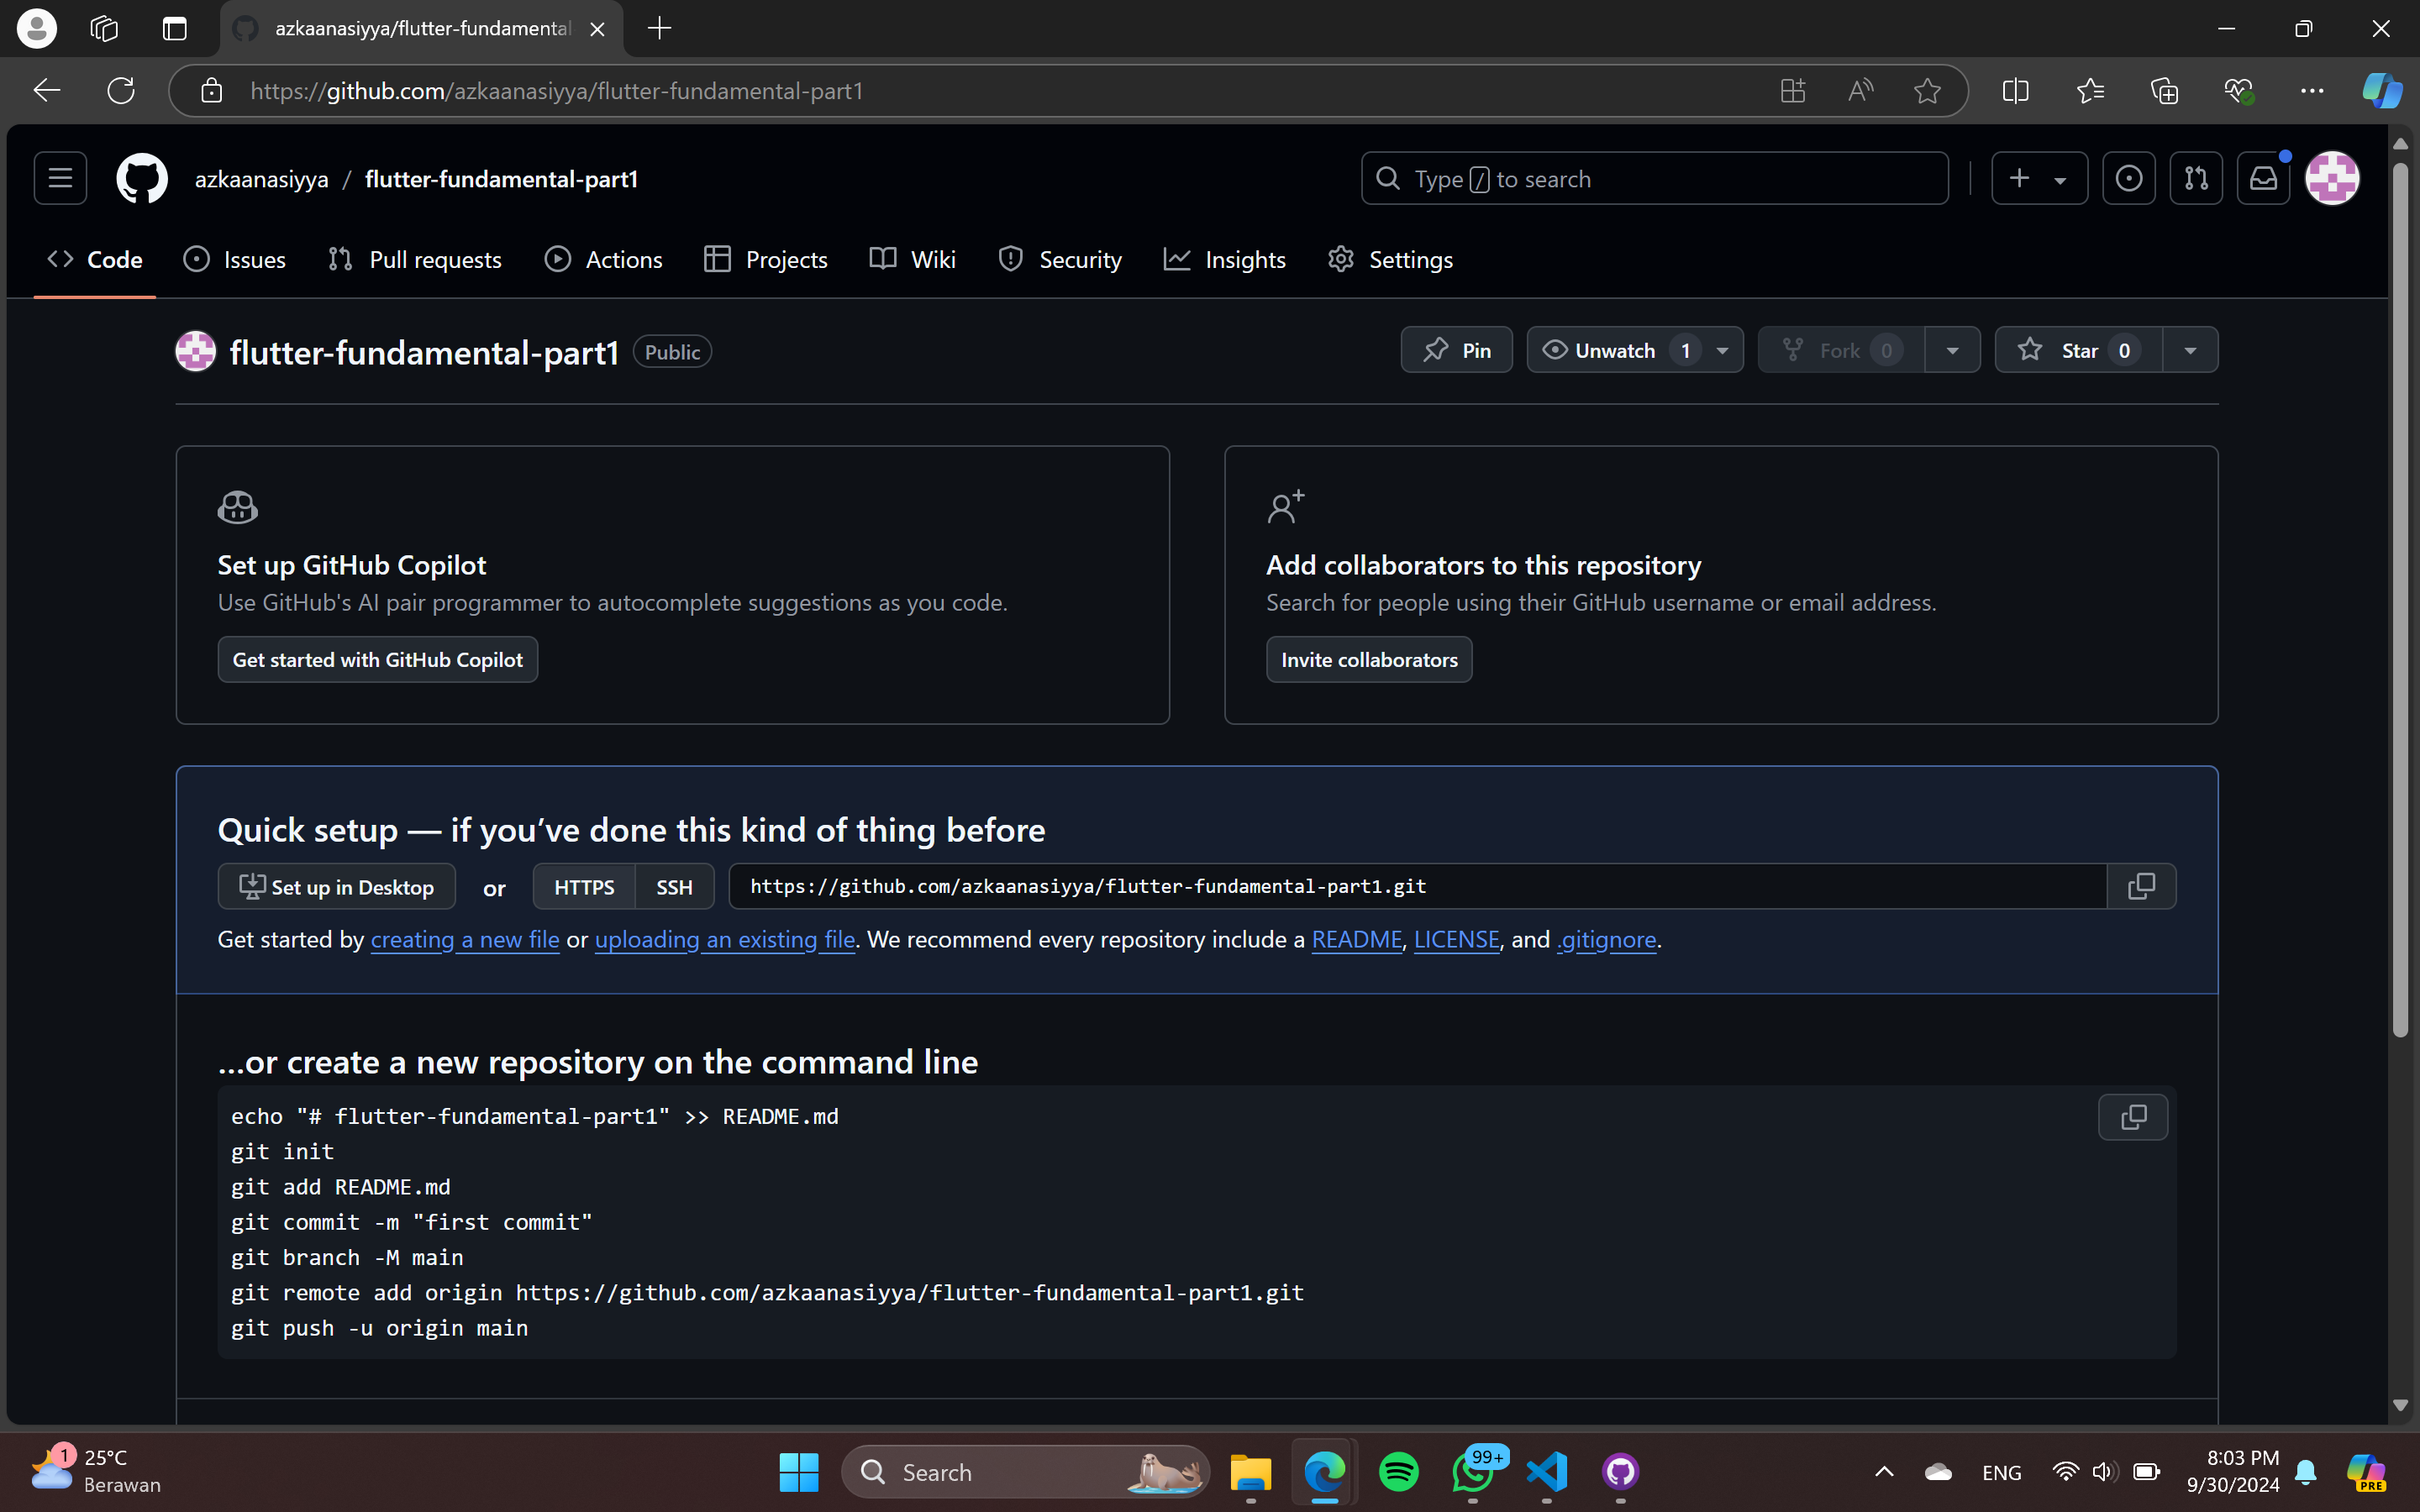 azkaanasiyya/flutter-fundamental
https://github.com/azkaanasiyya/flutter-fundamental-part1
azkaanasiyya / flutter-fundamental-part1
Type / to search
Code Issues Pull requests Actions Projects Wiki Security Insights Settings
flutter-fundamental-part1 Public
Pin Unwatch 1 Fork 0 Star 0
Set up GitHub Copilot
Use GitHub's AI pair programmer to autocomplete suggestions as you code.
Get started with GitHub Copilot
Add collaborators to this repository
Search for people using their GitHub username or email address.
Invite collaborators
Quick setup — if you’ve done this kind of thing before
Set up in Desktop or HTTPS SSH https://github.com/azkaanasiyya/flutter-fundamental-part1.git
Get started by creating a new file or uploading an existing file. We recommend every repository include a README, LICENSE, and .gitignore.
…or create a new repository on the command line
echo "# flutter-fundamental-part1" >> README.md
git init
git add README.md
git commit -m "first commit"
git branch -M main
git remote add origin https://github.com/azkaanasiyya/flutter-fundamental-part1.git
git push -u origin main
1 25°C
Berawan
Search
99+
ENG
8:03 PM
9/30/2024
PRE